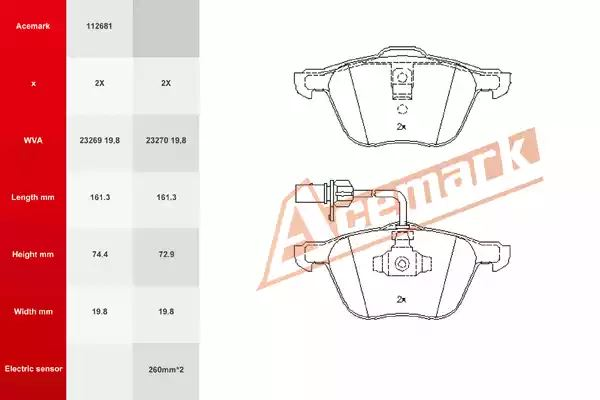 Acemark 112681
x 2X 2X
WVA 23269 19,8 23270 19,8
Length mm 161.3 161.3
Height mm 74.4 72.9
Width mm 19.8 19.8
Electric sensor 260mm*2
2x
Acemark
2x